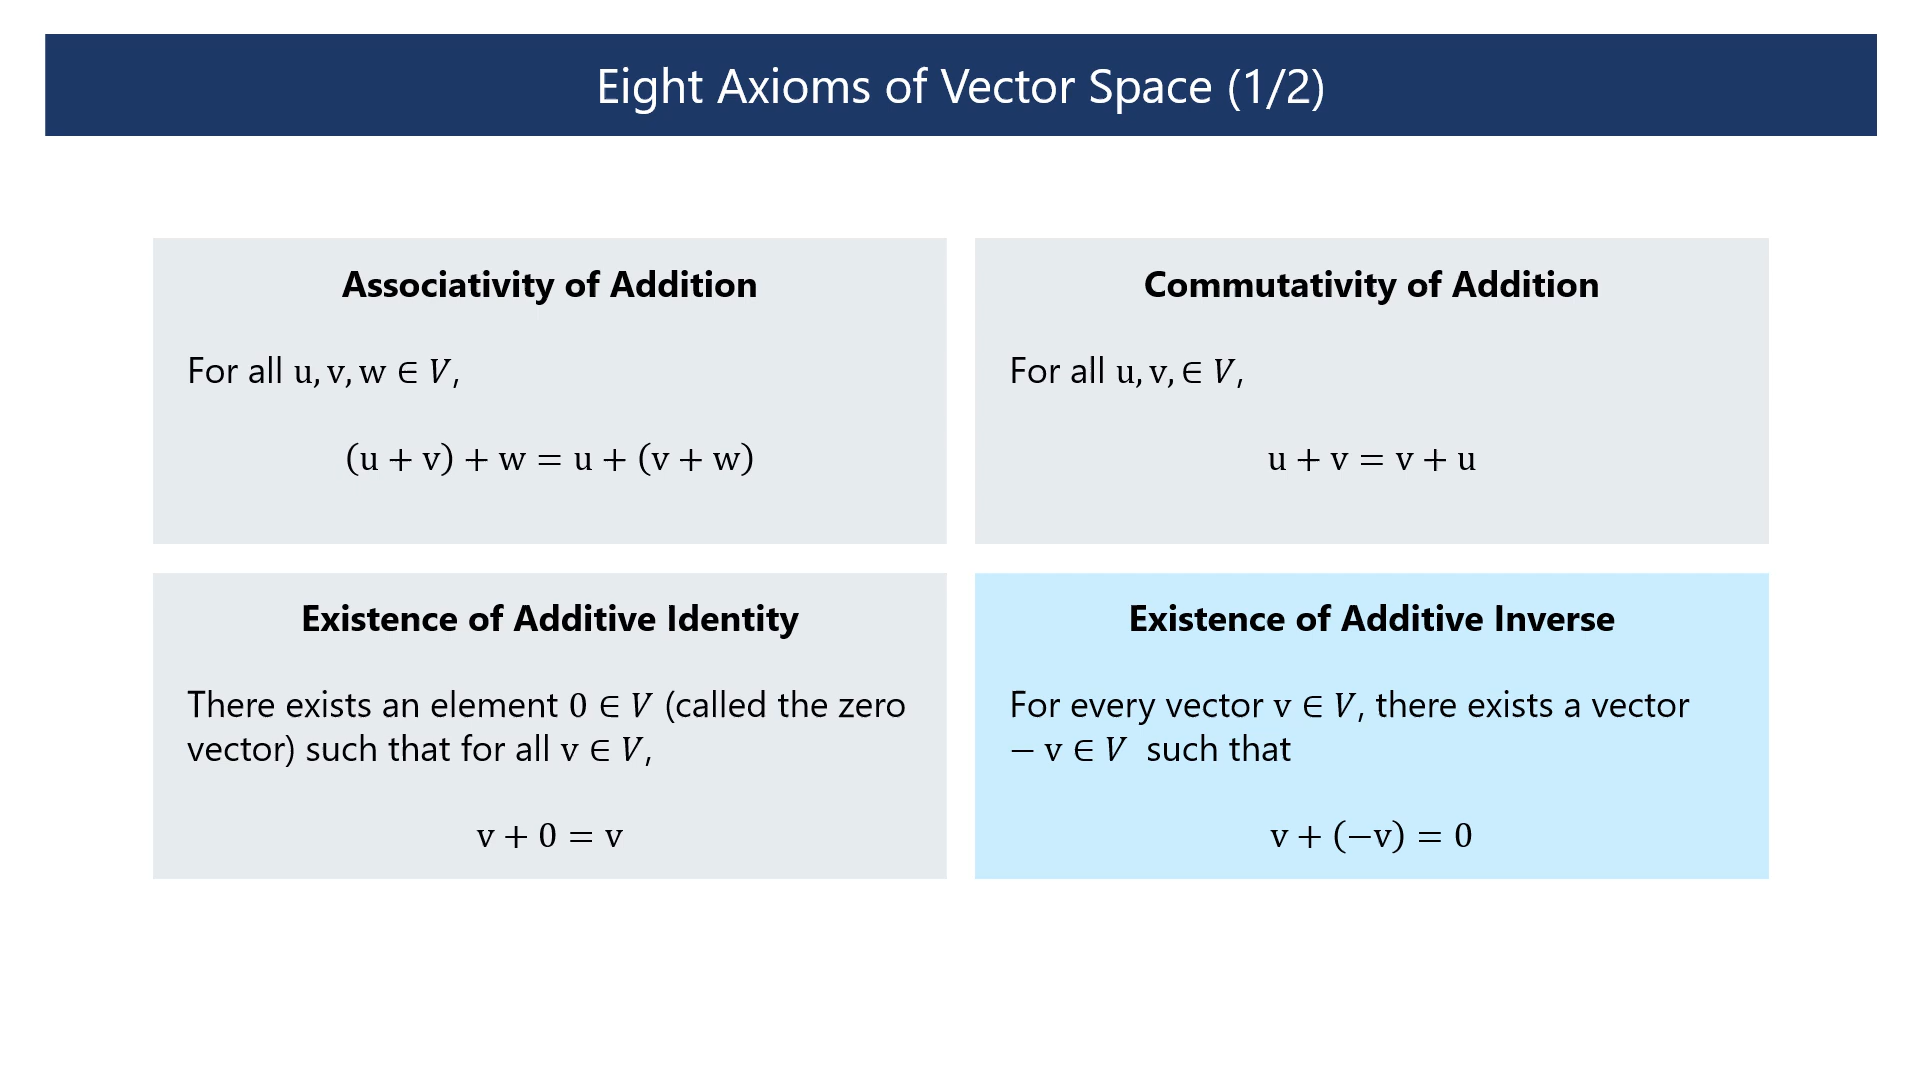 Eight Axioms of Vector Space (1/2)
Associativity of Addition
For all u, v, w ∈ V,
(u + v) + w = u + (v + w)
Commutativity of Addition
For all u, v, ∈ V,
u + v = v + u
Existence of Additive Identity
There exists an element 0 ∈ V (called the zero
vector) such that for all v ∈ V,
v + 0 = v
Existence of Additive Inverse
For every vector v ∈ V, there exists a vector
− v ∈ V such that
v + (−v) = 0